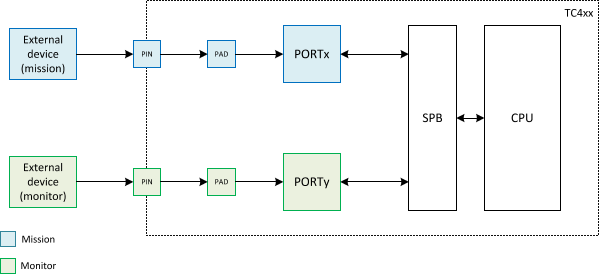 TC4xx
External
device
(mission)
PIN
PAD
PORTx
SPB
CPU
External
device
(monitor)
PIN
PAD
PORTy
Mission
Monitor